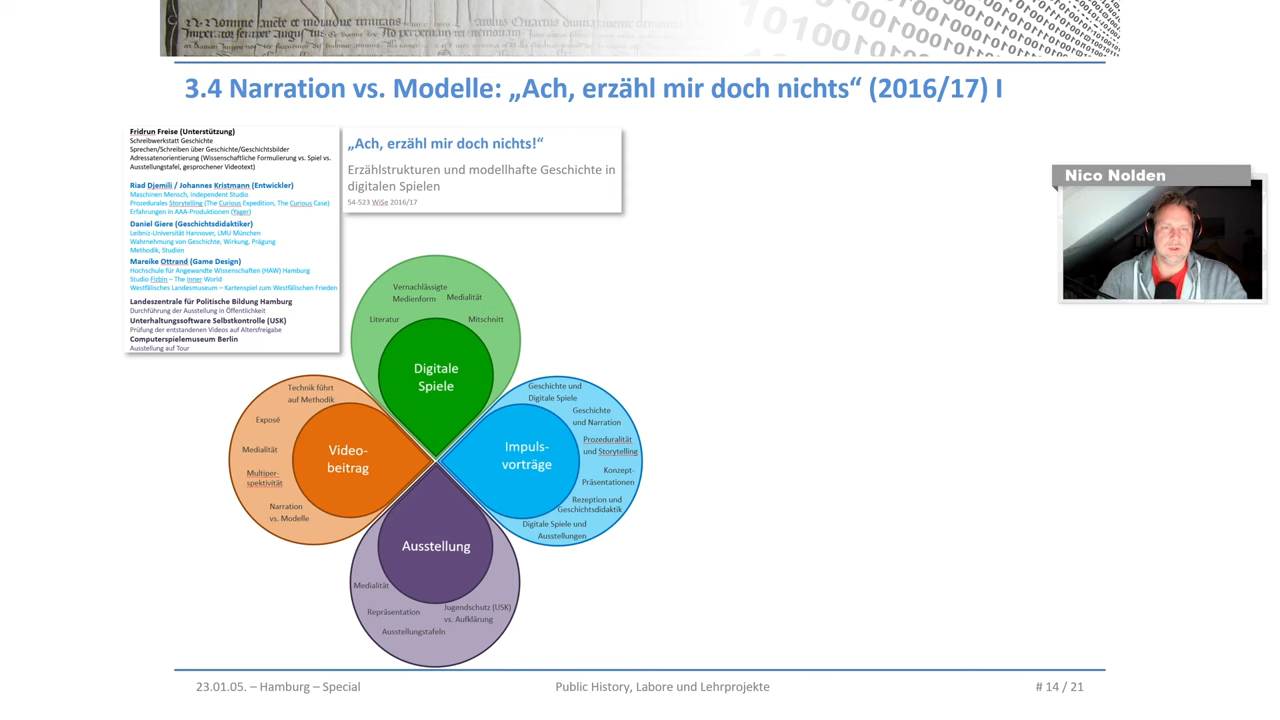 3.4 Narration vs. Modelle: „Ach, erzähl mir doch nichts“ (2016/17) I
Fridrun Freise (Unterstützung)
Schreibwerkstatt Geschichte
Sprechen/Schreiben über Geschichte/Geschichtsbilder
Adressatenorientierung (Wissenschaftliche Formulierung vs. Spiel vs.
Ausstellungstafel, gesprochener Videotext)
Riad Djemili / Johannes Kristmann (Entwickler)
Maschinen Mensch, Independent Studio
Prozedurales Storytelling (The Curious Expedition, The Curious Case)
Erfahrungen in AAA-Produktionen (Yager)
Daniel Giere (Geschichtsdidaktiker)
Leibniz-Universität Hannover, LMU München
Wahrnehmung von Geschichte, Wirkung, Prägung
Methodik, Studien
Mareike Ottrand (Game Design)
Hochschule für Angewandte Wissenschaften (HAW) Hamburg
Studio Fizbin – The Inner World
Westfälisches Landesmuseum – Kartenspiel zum Westfälischen Frieden
Landeszentrale für Politische Bildung Hamburg
Durchführung der Ausstellung in Öffentlichkeit
Unterhaltungssoftware Selbstkontrolle (USK)
Prüfung der entstandenen Videos auf Altersfreigabe
Computerspielemuseum Berlin
Ausstellung auf Tour
„Ach, erzähl mir doch nichts!“
Erzählstrukturen und modellhafte Geschichte in
digitalen Spielen
54-523 WiSe 2016/17
Nico Nolden
Vernachlässigte
Medienform
Medialität
Literatur
Mitschnitt
Digitale
Spiele
Technik führt
auf Methodik
Exposé
Medialität
Multiper-
spektivität
Narration
vs. Modelle
Video-
beitrag
Geschichte und
Digitale Spiele
Geschichte
und Narration
Prozeduralität
und Storytelling
Konzept-
Präsentationen
Rezeption und
Geschichtsdidaktik
Digitale Spiele und
Ausstellungen
Impuls-
vorträge
Ausstellung
Medialität
Repräsentation
Jugendschutz (USK)
vs. Aufklärung
Ausstellungstafeln
23.01.05. – Hamburg – Special
Public History, Labore und Lehrprojekte
# 14 / 21